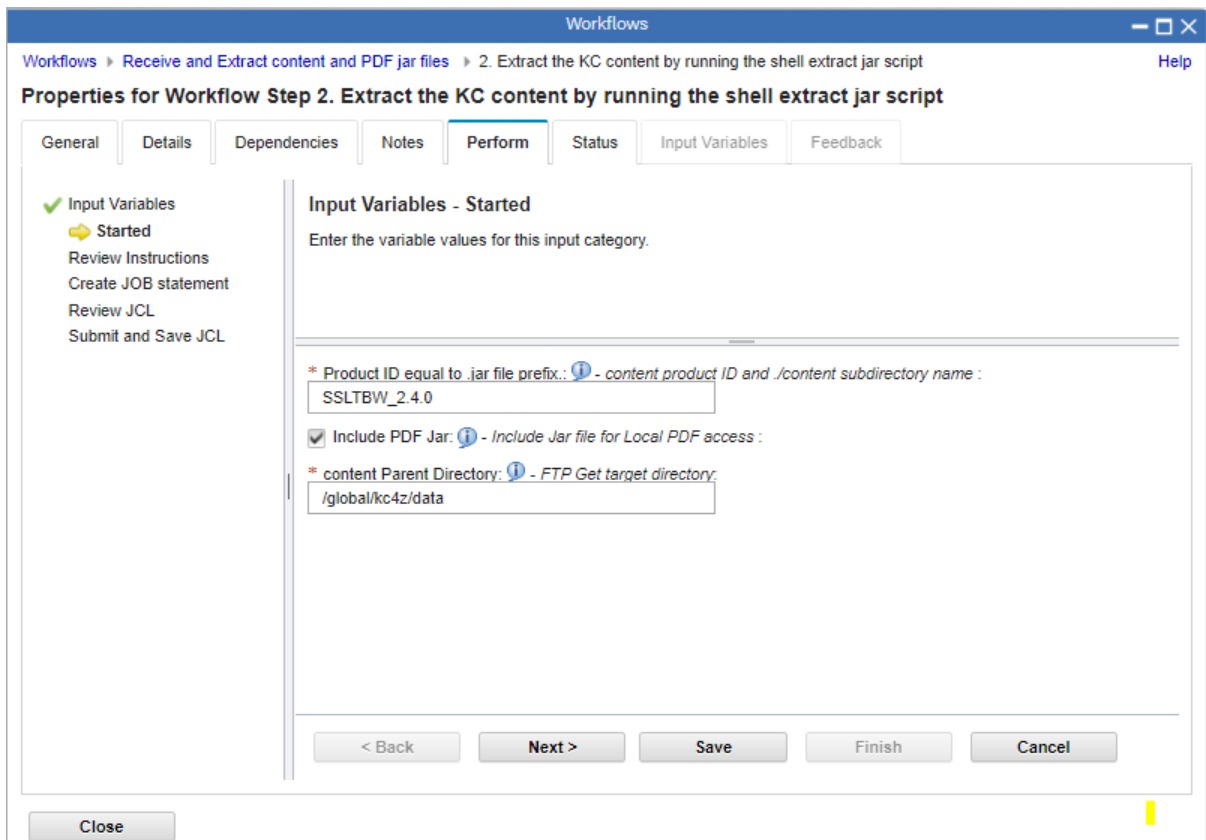 Workflows
Workflows Receive and Extract content and PDF jar files 2. Extract the KC content by running the shell extract jar script Help
Properties for Workflow Step 2. Extract the KC content by running the shell extract jar script
General Details Dependencies Notes Perform Status Input Variables Feedback
Input Variables
Started
Review Instructions
Create JOB statement
Review JCL
Submit and Save JCL
Input Variables - Started
Enter the variable values for this input category.
* Product ID equal to .jar file prefix.: - content product ID and ./content subdirectory name :
SSLTBW_2.4.0
Include PDF Jar: - Include Jar file for Local PDF access :
* content Parent Directory: - FTP Get target directory:
/global/kc4z/data
< Back Next > Save Finish Cancel
Close